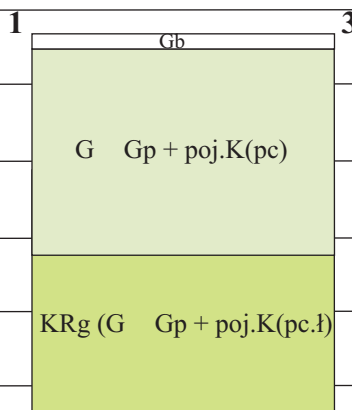 1 3
Gb
G Gp + poj.K(pc)
KRg (G Gp + poj.K(pc.ł)